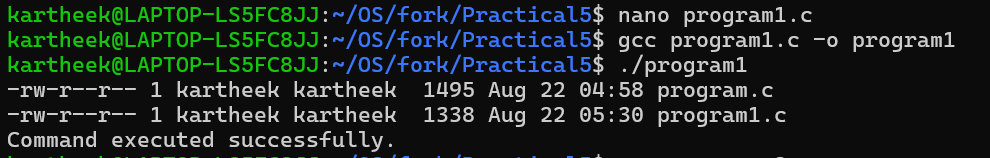 kartheek@LAPTOP-LS5FC8JJ:~/OS/fork/Practical5$ nano program1.c
kartheek@LAPTOP-LS5FC8JJ:~/OS/fork/Practical5$ gcc program1.c -o program1
kartheek@LAPTOP-LS5FC8JJ:~/OS/fork/Practical5$ ./program1
-rw-r--r-- 1 kartheek kartheek  1495 Aug 22 04:58 program.c
-rw-r--r-- 1 kartheek kartheek  1338 Aug 22 05:30 program1.c
Command executed successfully.